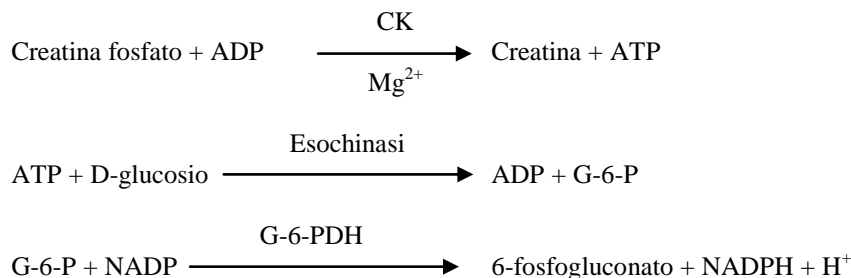 CK
Creatina fosfato + ADP Creatina + ATP
Mg²⁺
Esochinasi
ATP + D-glucosio ADP + G-6-P
G-6-PDH
G-6-P + NADP 6-fosfogluconato + NADPH + H⁺